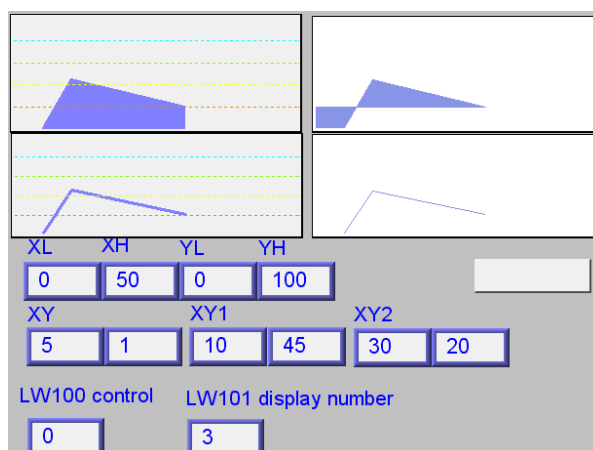 XL XH YL YH
0 50 0 100
XY XY1 XY2
5 1 10 45 30 20
LW100 control LW101 display number
0 3